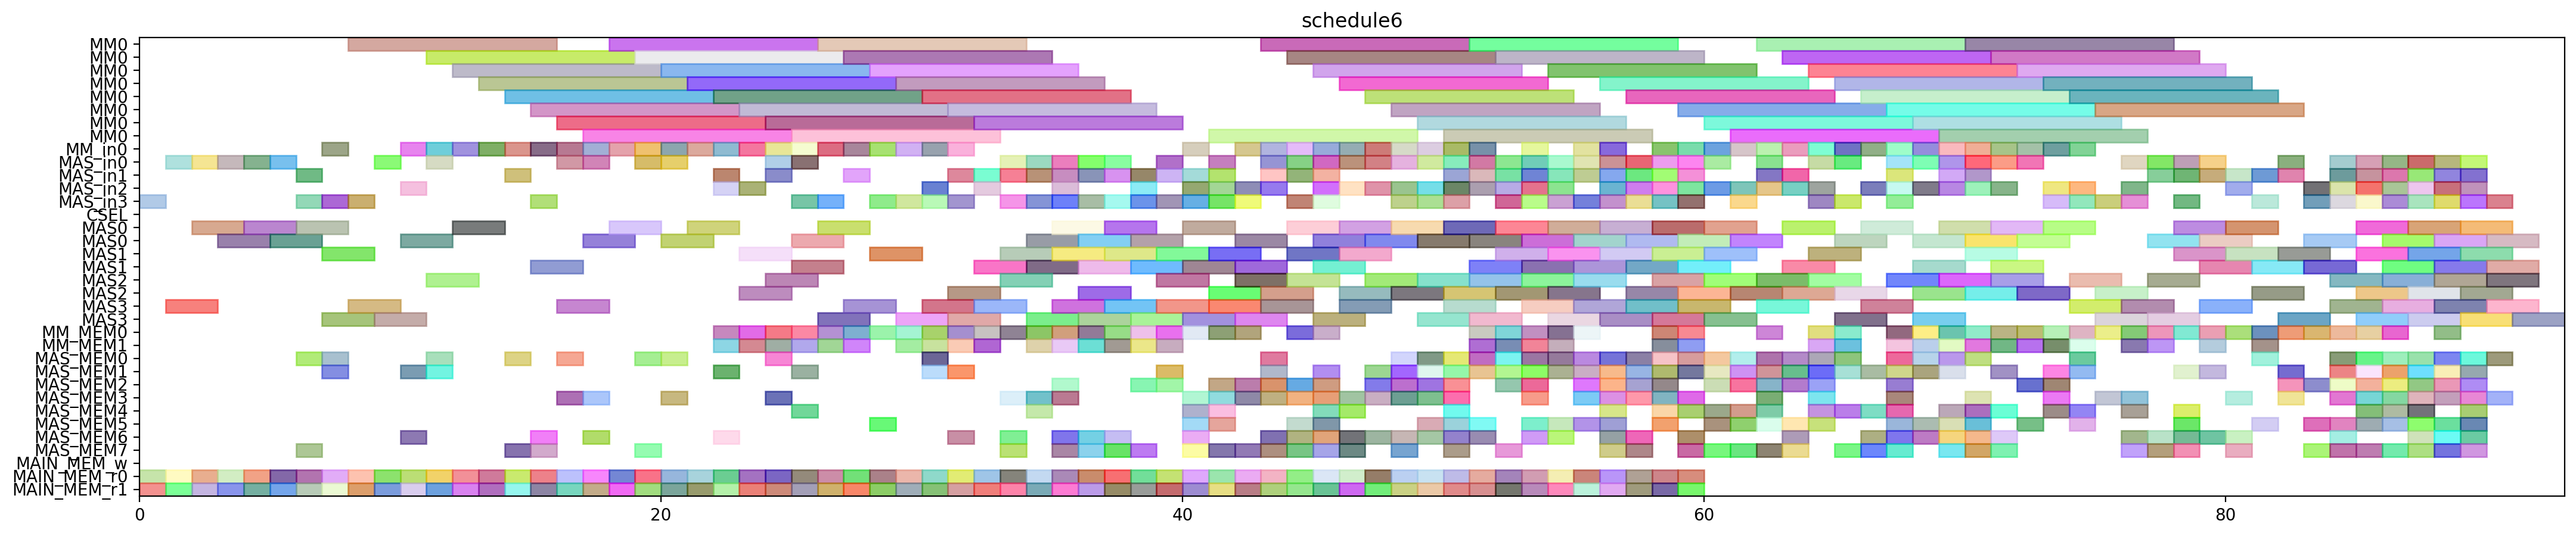 schedule6
MM0
MM0
MM0
MM0
MM0
MM0
MM0
MM0
MM_in0
MAS_in0
MAS_in1
MAS_in2
MAS_in3
CSEL
MAS0
MAS0
MAS1
MAS1
MAS2
MAS2
MAS3
MAS3
MM_MEM0
MM_MEM1
MAS_MEM0
MAS_MEM1
MAS_MEM2
MAS_MEM3
MAS_MEM4
MAS_MEM5
MAS_MEM6
MAS_MEM7
MAIN_MEM_w
MAIN_MEM_r0
MAIN_MEM_r1
0 20 40 60 80